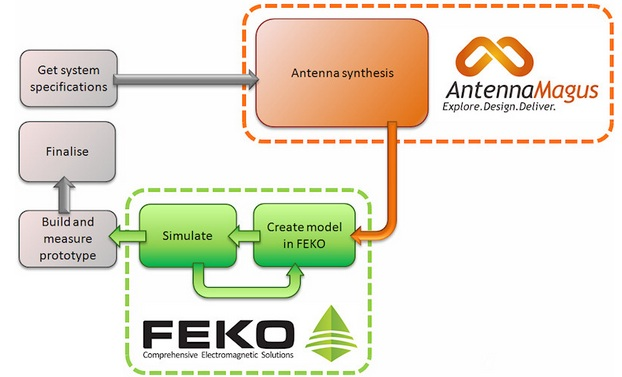 Get system
specifications
Antenna synthesis
AntennaMagus
Explore.Design.Deliver.
Finalise
Build and
measure
prototype
Simulate
Create model
in FEKO
FEKO
Comprehensive Electromagnetic Solutions